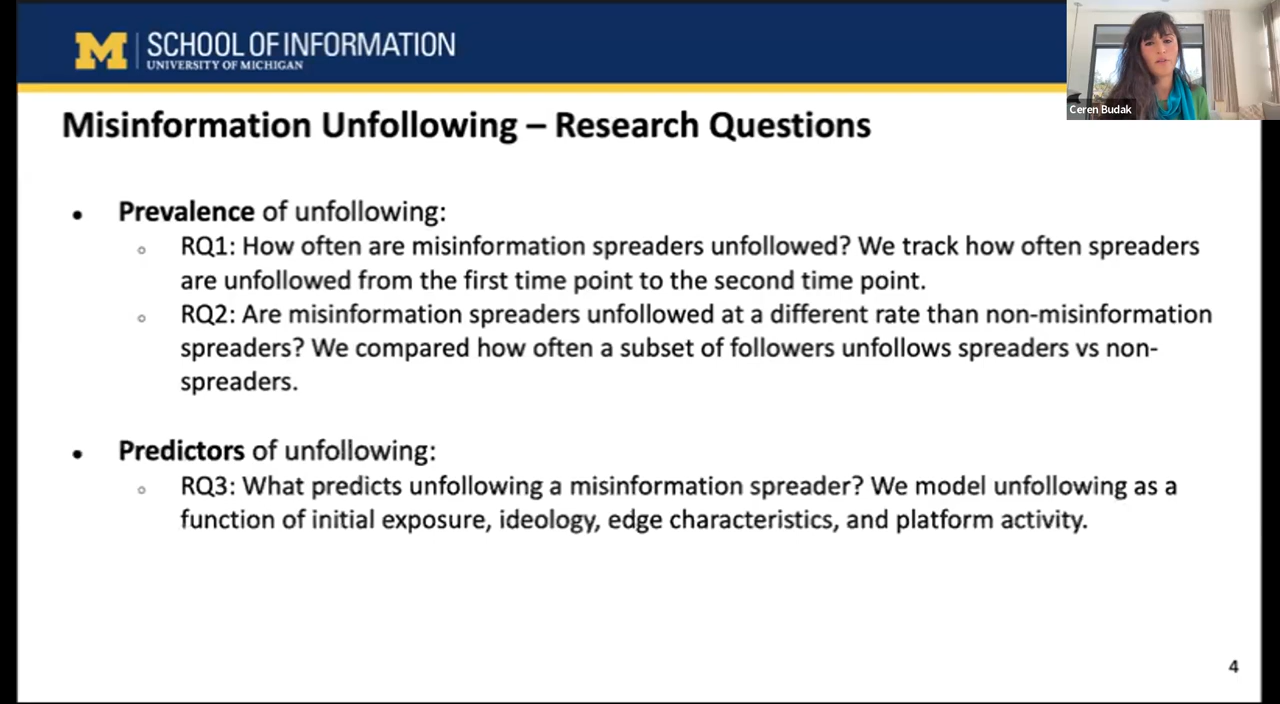 M SCHOOL OF INFORMATION
UNIVERSITY OF MICHIGAN
Ceren Budak
Misinformation Unfollowing – Research Questions
• Prevalence of unfollowing:
○ RQ1: How often are misinformation spreaders unfollowed? We track how often spreaders
are unfollowed from the first time point to the second time point.
○ RQ2: Are misinformation spreaders unfollowed at a different rate than non-misinformation
spreaders? We compared how often a subset of followers unfollows spreaders vs non-
spreaders.
• Predictors of unfollowing:
○ RQ3: What predicts unfollowing a misinformation spreader? We model unfollowing as a
function of initial exposure, ideology, edge characteristics, and platform activity.
4